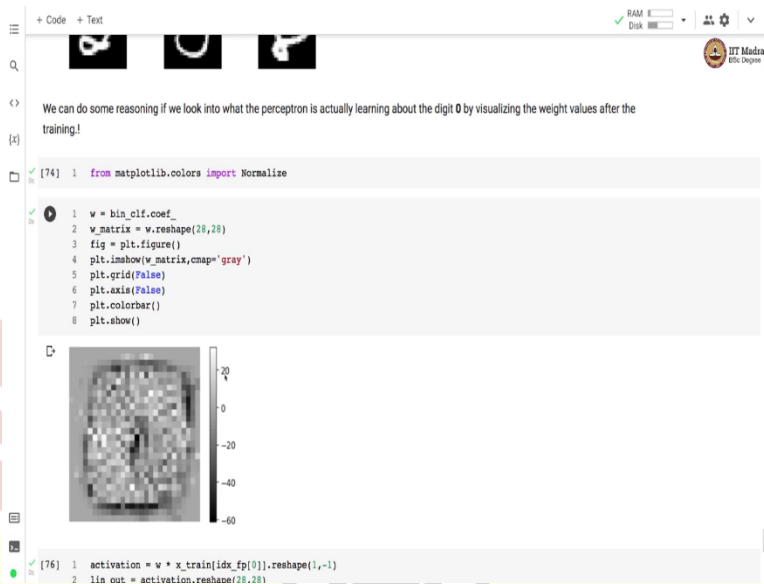 + Code + Text
RAM
Disk
IIT Madra
BSc Degree
We can do some reasoning if we look into what the perceptron is actually learning about the digit 0 by visualizing the weight values after the
training.!
[74] 1 from matplotlib.colors import Normalize
1 w = bin_clf.coef_
2 w_matrix = w.reshape(28,28)
3 fig = plt.figure()
4 plt.imshow(w_matrix,cmap='gray')
5 plt.grid(False)
6 plt.axis(False)
7 plt.colorbar()
8 plt.show()
20
0
-20
-40
-60
[76] 1 activation = w * x_train[idx_fp[0]].reshape(1,-1)
2 lin_out = activation.reshape(28,28)